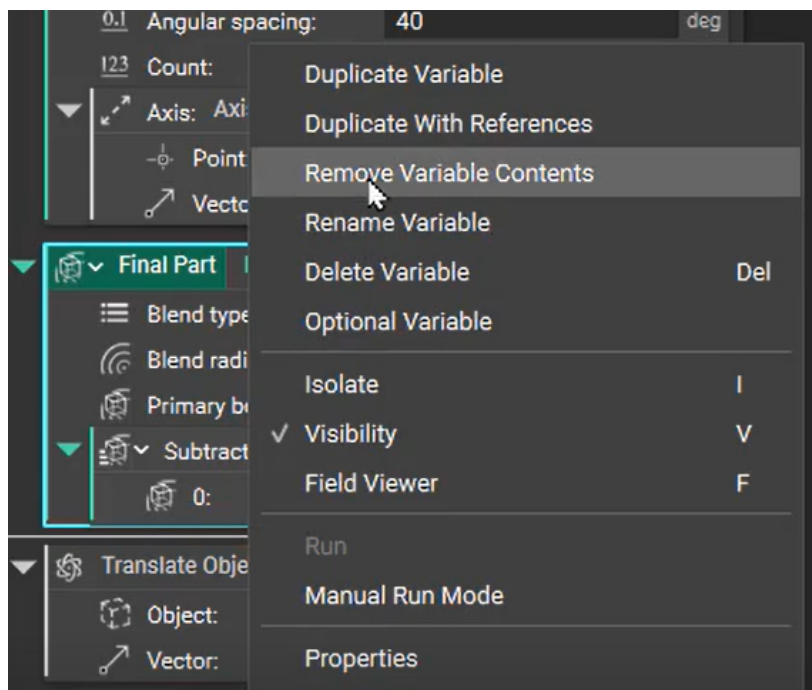 0.1 Angular spacing: 40 deg
123 Count:
Axis: Axi
Point
Vecto
Final Part
Blend type
Blend radi
Primary bo
Subtract
0:
Translate Obje
Object:
Vector:
Duplicate Variable
Duplicate With References
Remove Variable Contents
Rename Variable
Delete Variable Del
Optional Variable
Isolate I
Visibility V
Field Viewer F
Run
Manual Run Mode
Properties